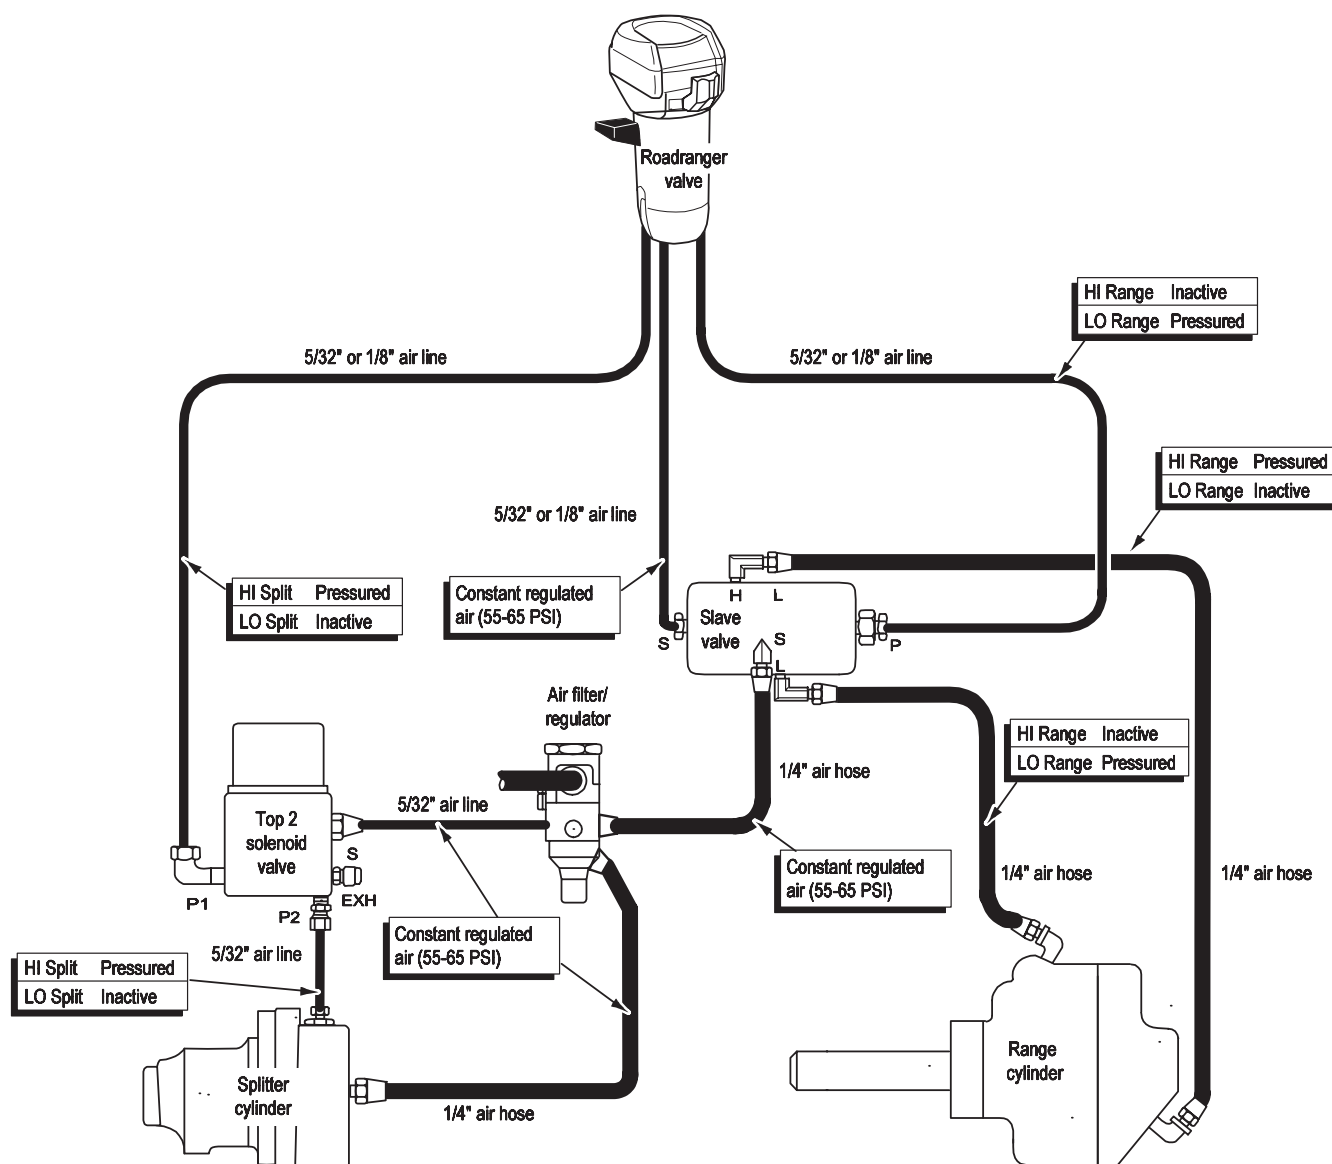 Roadranger
valve
HI Range Inactive
LO Range Pressured
5/32" or 1/8" air line
5/32" or 1/8" air line
HI Range Pressured
LO Range Inactive
5/32" or 1/8" air line
HI Split Pressured
LO Split Inactive
Constant regulated
air (55-65 PSI)
H L
Slave
valve
S
S
P
L
Air filter/
regulator
HI Range Inactive
LO Range Pressured
1/4" air hose
5/32" air line
Top 2
solenoid
valve
S
Constant regulated
air (55-65 PSI)
1/4" air hose
1/4" air hose
EXH
P1
P2
Constant regulated
air (55-65 PSI)
5/32" air line
HI Split Pressured
LO Split Inactive
Range
cylinder
Splitter
cylinder
1/4" air hose